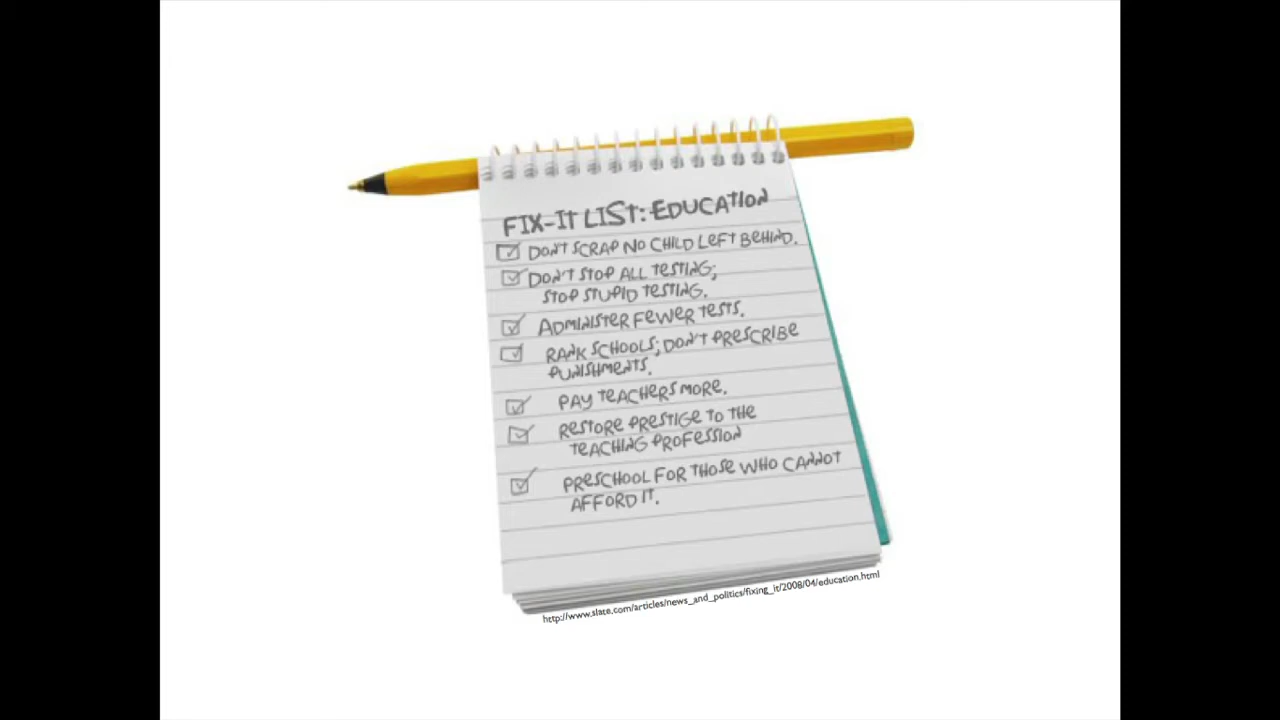 FIX-IT LIST: EDUCATION
DON'T SCRAP NO CHILD LEFT BEHIND.
DON'T STOP ALL TESTING;
STOP STUPID TESTING.
ADMINISTER FEWER TESTS.
RANK SCHOOLS; DON'T PRESCRIBE
PUNISHMENTS.
PAY TEACHERS MORE.
RESTORE PRESTIGE TO THE
TEACHING PROFESSION
PRESCHOOL FOR THOSE WHO CANNOT
AFFORD IT.
http://www.slate.com/articles/news_and_politics/fixing_it/2008/04/education.html